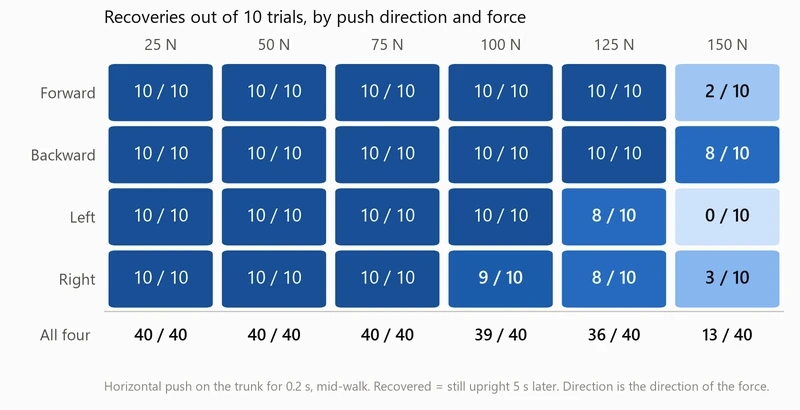 Recoveries out of 10 trials, by push direction and force
25 N 50 N 75 N 100 N 125 N 150 N
Forward 10 / 10 10 / 10 10 / 10 10 / 10 10 / 10 2 / 10
Backward 10 / 10 10 / 10 10 / 10 10 / 10 10 / 10 8 / 10
Left 10 / 10 10 / 10 10 / 10 10 / 10 8 / 10 0 / 10
Right 10 / 10 10 / 10 10 / 10 9 / 10 8 / 10 3 / 10
All four 40 / 40 40 / 40 40 / 40 39 / 40 36 / 40 13 / 40
Horizontal push on the trunk for 0.2 s, mid-walk. Recovered = still upright 5 s later. Direction is the direction of the force.